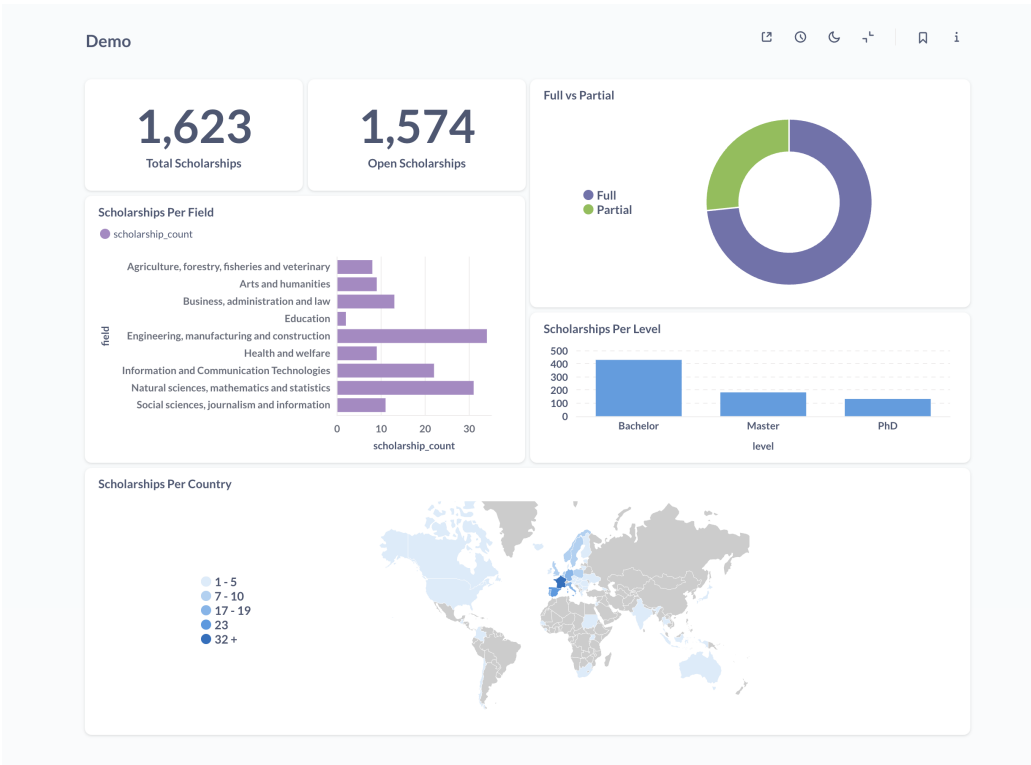 Demo
1,623
Total Scholarships
1,574
Open Scholarships
Full vs Partial
Full
Partial
Scholarships Per Field
scholarship_count
field
Agriculture, forestry, fisheries and veterinary
Arts and humanities
Business, administration and law
Education
Engineering, manufacturing and construction
Health and welfare
Information and Communication Technologies
Natural sciences, mathematics and statistics
Social sciences, journalism and information
0 10 20 30
scholarship_count
Scholarships Per Level
500
400
300
200
100
0
Bachelor Master PhD
level
Scholarships Per Country
1 - 5
7 - 10
17 - 19
23
32 +